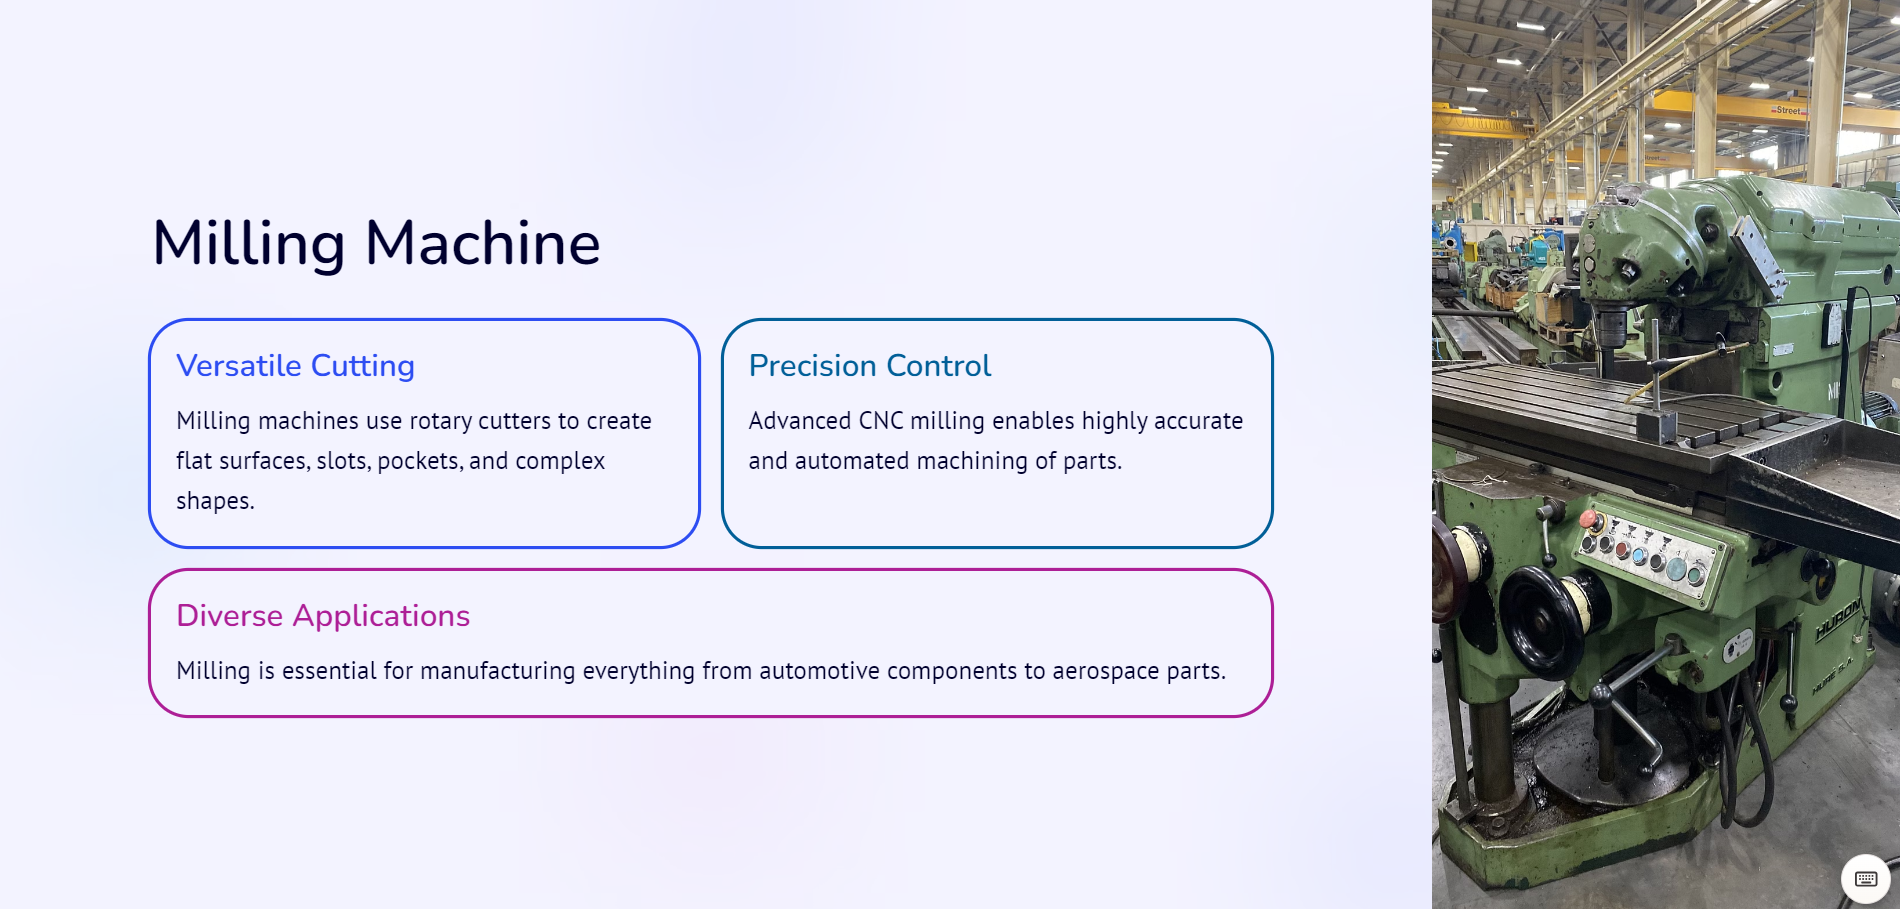 Milling Machine
Versatile Cutting
Milling machines use rotary cutters to create
flat surfaces, slots, pockets, and complex
shapes.
Precision Control
Advanced CNC milling enables highly accurate
and automated machining of parts.
Diverse Applications
Milling is essential for manufacturing everything from automotive components to aerospace parts.
Street
HURON